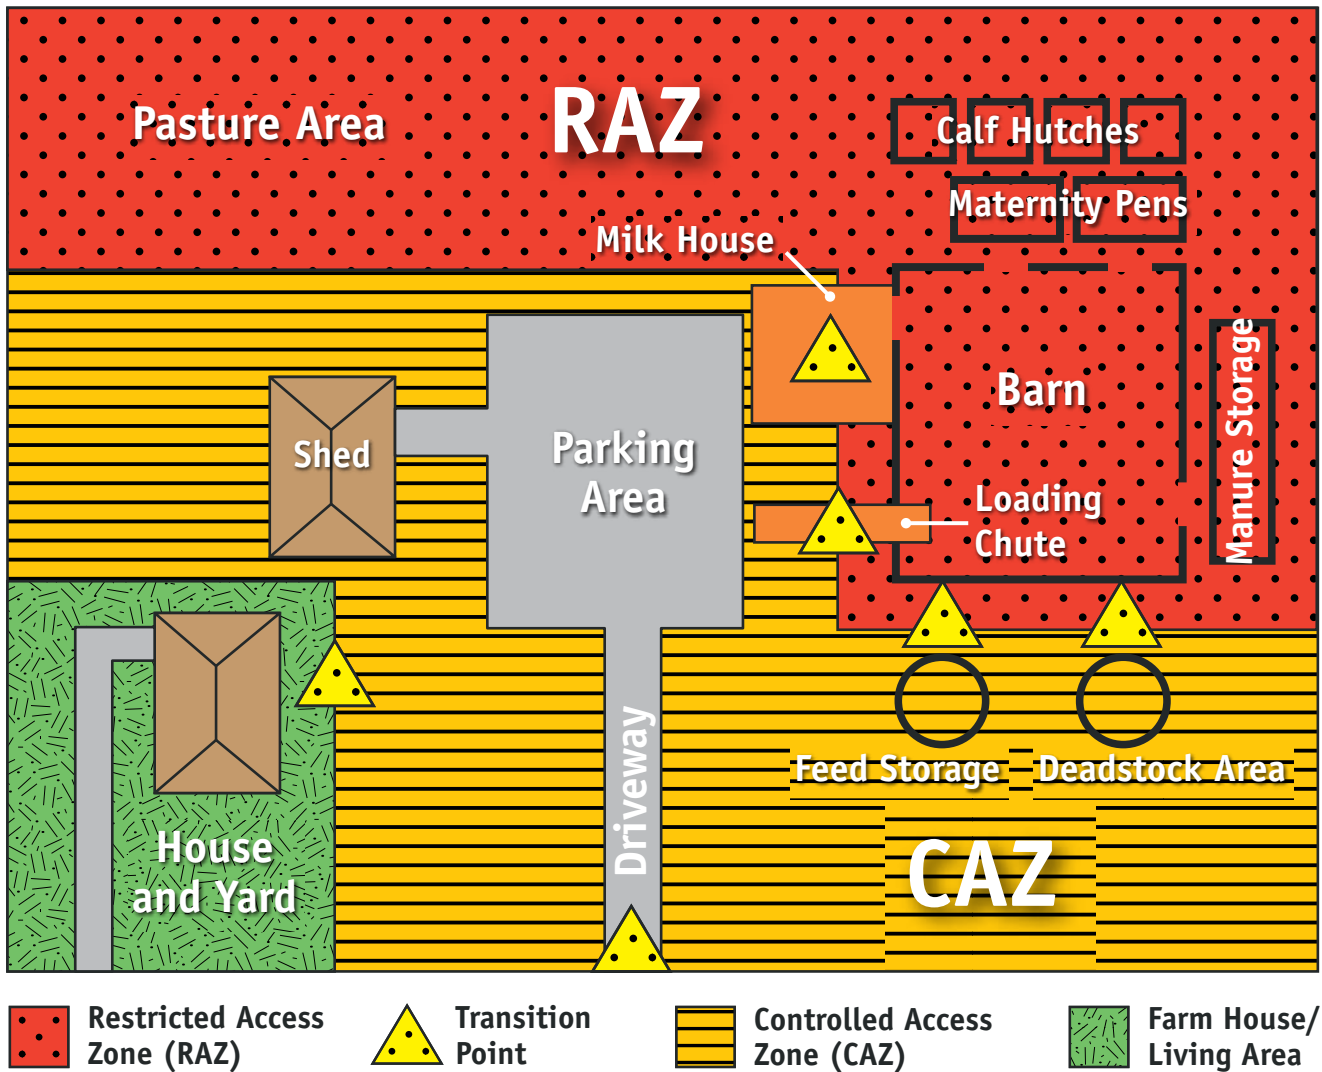 RAZ
Pasture Area
Calf Hutches
Maternity Pens
Milk House
Barn
Manure Storage
Shed
Parking
Area
Loading
Chute
Driveway
Feed Storage
Deadstock Area
House
and Yard
CAZ
Restricted Access
Zone (RAZ)
Transition
Point
Controlled Access
Zone (CAZ)
Farm House/
Living Area